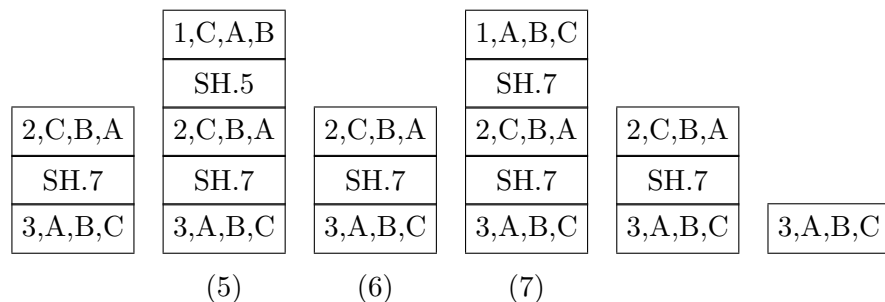 1,C,A,B 1,A,B,C
SH.5 SH.7
2,C,B,A 2,C,B,A 2,C,B,A 2,C,B,A 2,C,B,A
SH.7 SH.7 SH.7 SH.7 SH.7
3,A,B,C 3,A,B,C 3,A,B,C 3,A,B,C 3,A,B,C 3,A,B,C
(5) (6) (7)